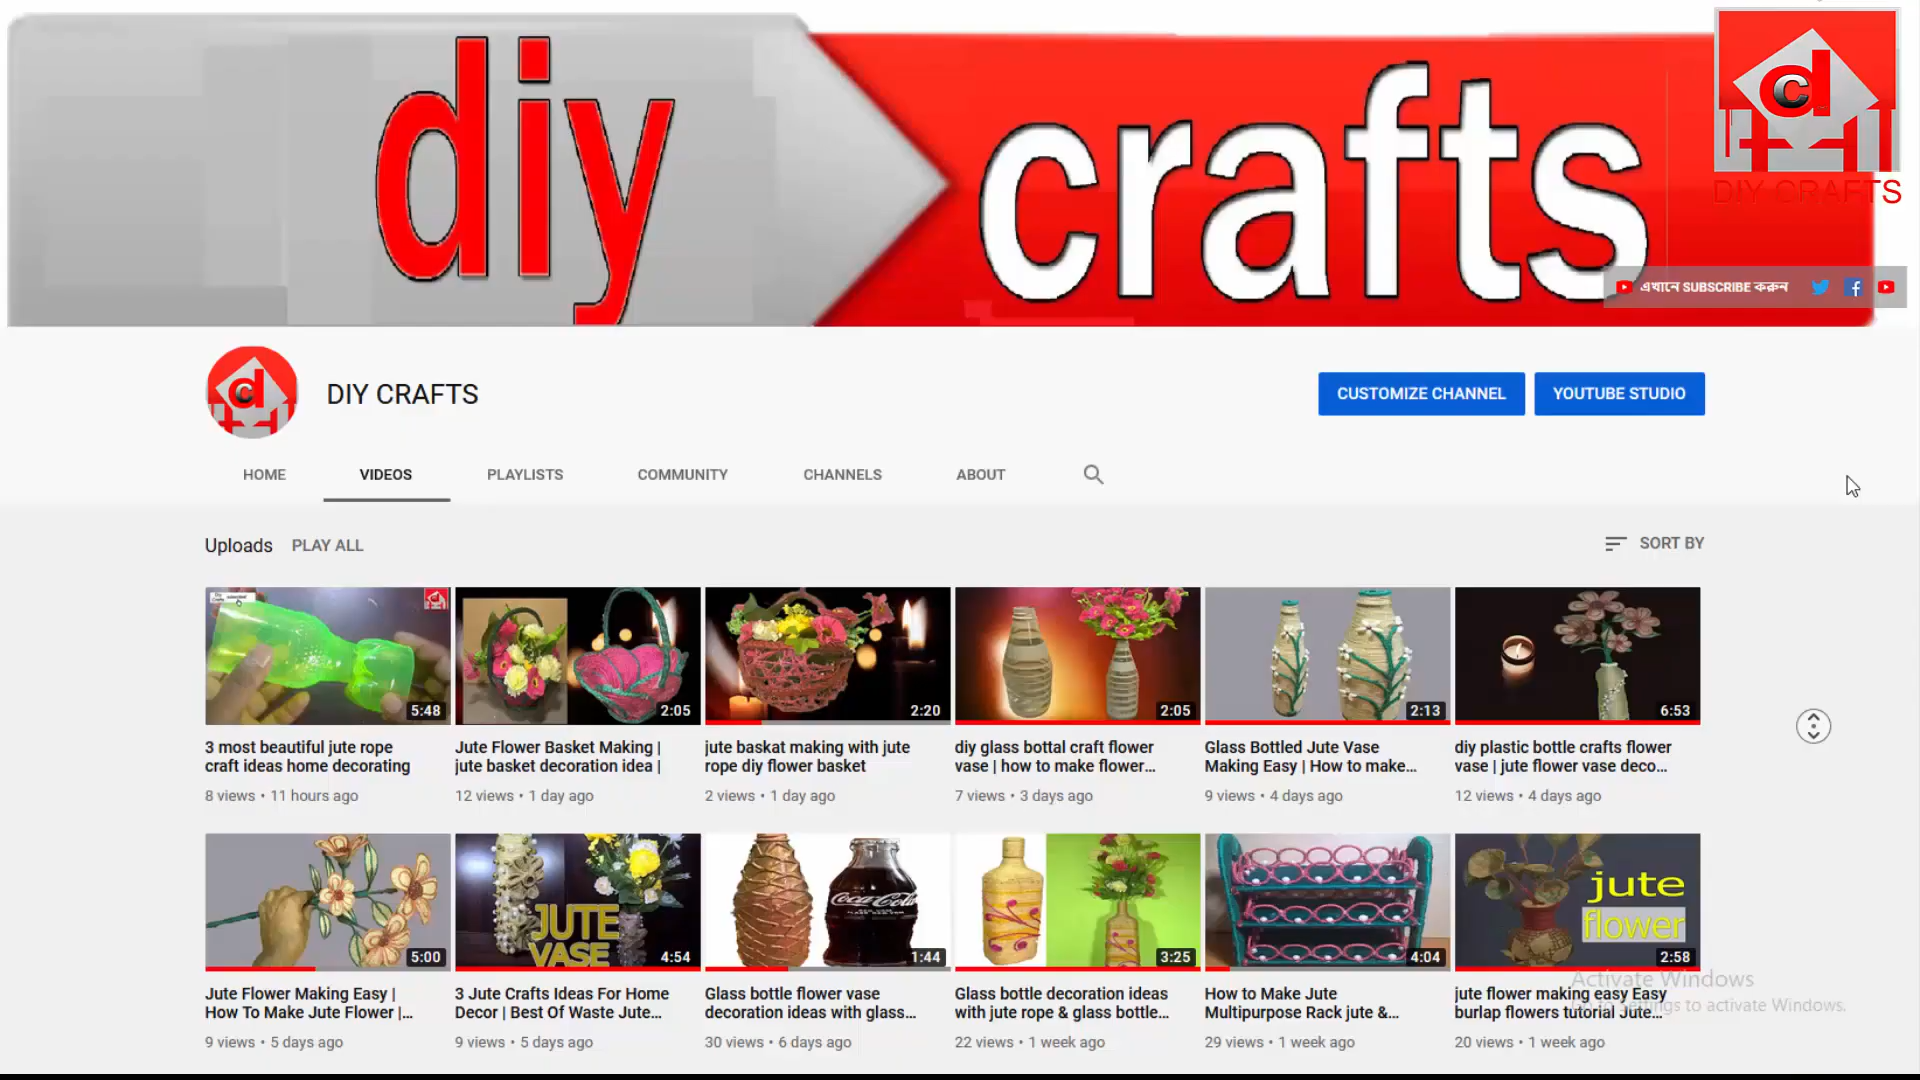 diy
crafts
dc
DIY CRAFTS
এখানে SUBSCRIBE করুন
DIY CRAFTS
CUSTOMIZE CHANNEL
YOUTUBE STUDIO
HOME
VIDEOS
PLAYLISTS
COMMUNITY
CHANNELS
ABOUT
Uploads
PLAY ALL
SORT BY
5:48
2:05
2:20
2:05
2:13
6:53
3 most beautiful jute rope
craft ideas home decorating
8 views • 11 hours ago
Jute Flower Basket Making |
jute basket decoration idea |
12 views • 1 day ago
jute baskat making with jute
rope diy flower basket
2 views • 1 day ago
diy glass bottal craft flower
vase | how to make flower...
7 views • 3 days ago
Glass Bottled Jute Vase
Making Easy | How to make...
9 views • 4 days ago
diy plastic bottle crafts flower
vase | jute flower vase deco...
12 views • 4 days ago
5:00
JUTE
VASE
4:54
Coca-Cola
1:44
3:25
4:04
jute
flower
2:58
Jute Flower Making Easy |
How To Make Jute Flower |...
9 views • 5 days ago
3 Jute Crafts Ideas For Home
Decor | Best Of Waste Jute...
9 views • 5 days ago
Glass bottle flower vase
decoration ideas with glass...
30 views • 6 days ago
Glass bottle decoration ideas
with jute rope & glass bottle...
22 views • 1 week ago
How to Make Jute
Multipurpose Rack jute &...
29 views • 1 week ago
jute flower making easy Easy
burlap flowers tutorial Jute...
20 views • 1 week ago
Activate Windows
Go to Settings to activate Windows.